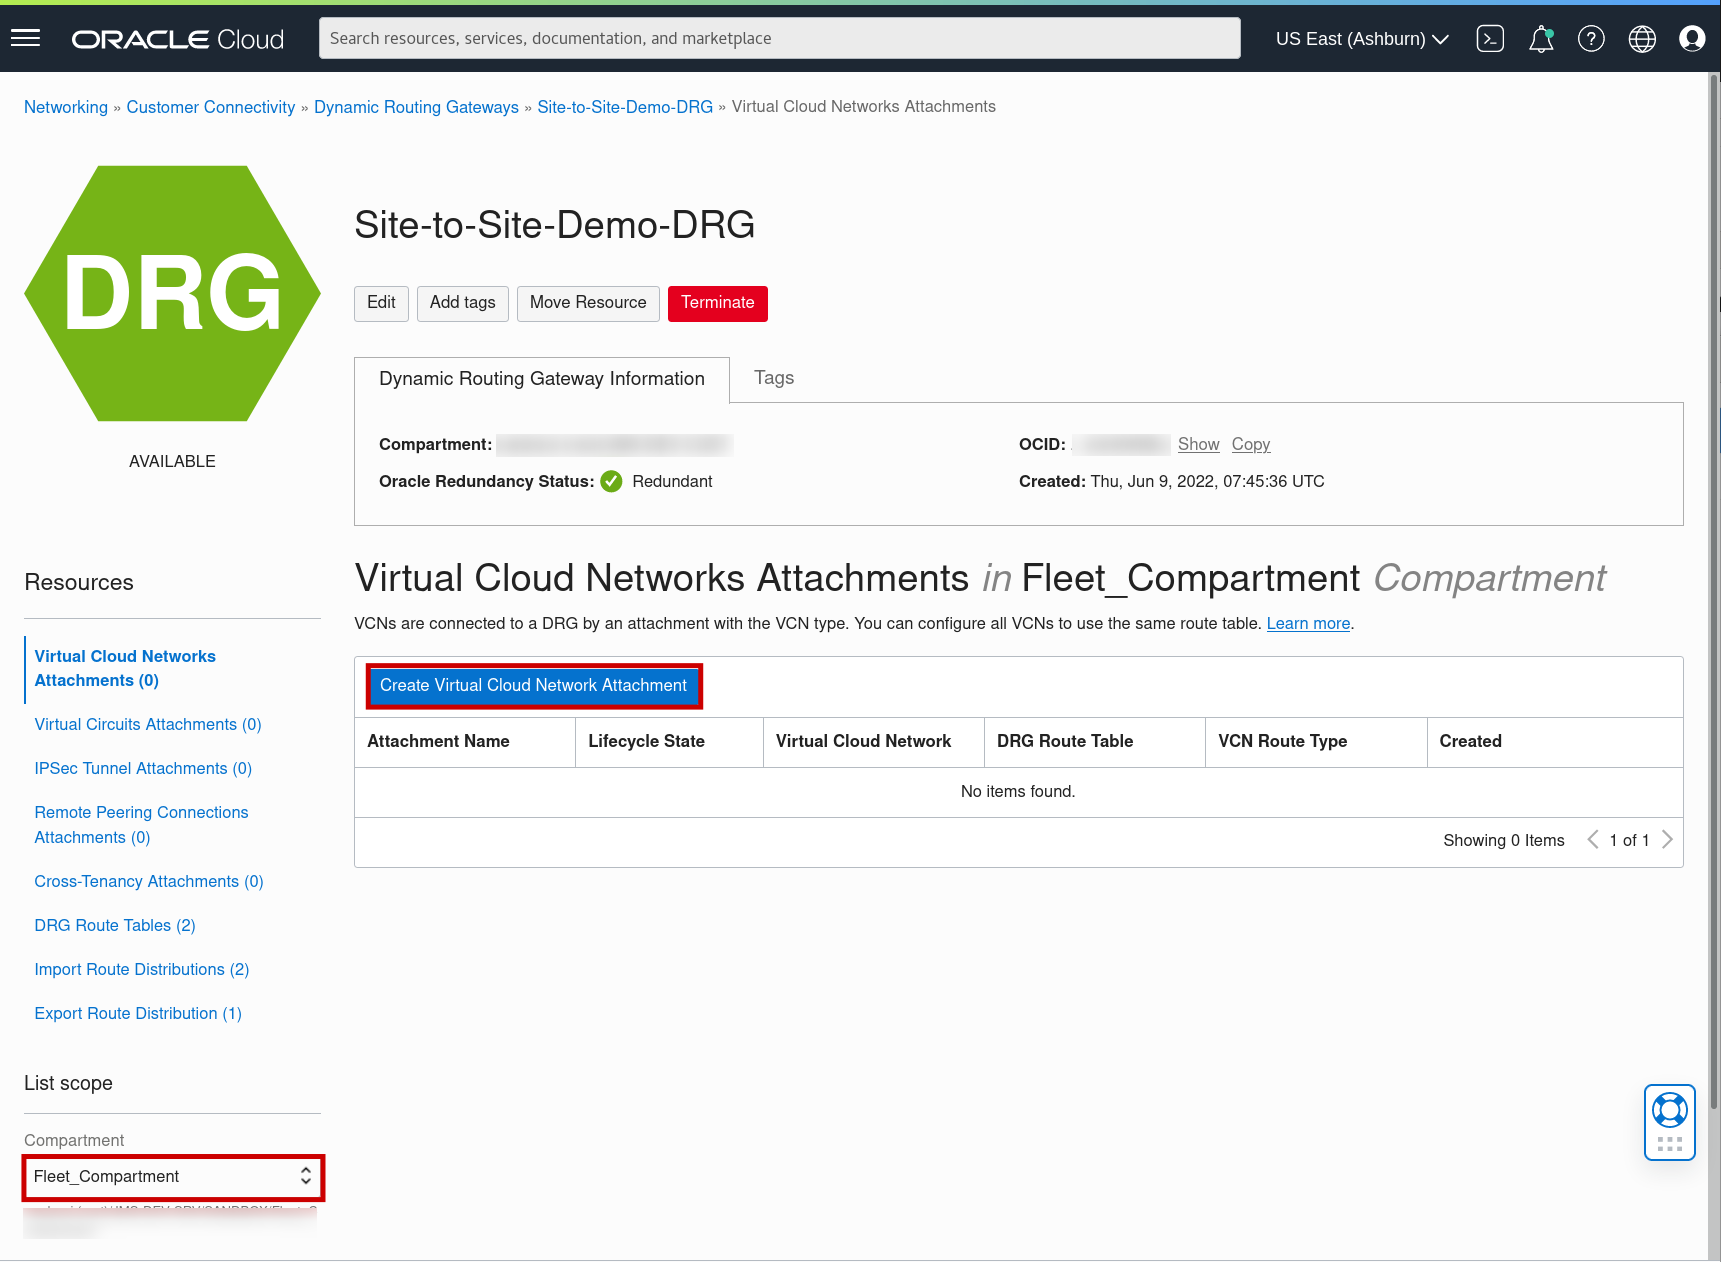 ORACLE Cloud
Search resources, services, documentation, and marketplace
US East (Ashburn)
Networking » Customer Connectivity » Dynamic Routing Gateways » Site-to-Site-Demo-DRG » Virtual Cloud Networks Attachments
DRG
AVAILABLE
Site-to-Site-Demo-DRG
Edit
Add tags
Move Resource
Terminate
Dynamic Routing Gateway Information
Tags
Compartment:
OCID: Show Copy
Oracle Redundancy Status: Redundant
Created: Thu, Jun 9, 2022, 07:45:36 UTC
Resources
Virtual Cloud Networks
Attachments (0)
Virtual Circuits Attachments (0)
IPSec Tunnel Attachments (0)
Remote Peering Connections
Attachments (0)
Cross-Tenancy Attachments (0)
DRG Route Tables (2)
Import Route Distributions (2)
Export Route Distribution (1)
List scope
Compartment
Fleet_Compartment
Virtual Cloud Networks Attachments in Fleet_Compartment Compartment
VCNs are connected to a DRG by an attachment with the VCN type. You can configure all VCNs to use the same route table. Learn more.
Create Virtual Cloud Network Attachment
Attachment Name
Lifecycle State
Virtual Cloud Network
DRG Route Table
VCN Route Type
Created
No items found.
Showing 0 Items
1 of 1